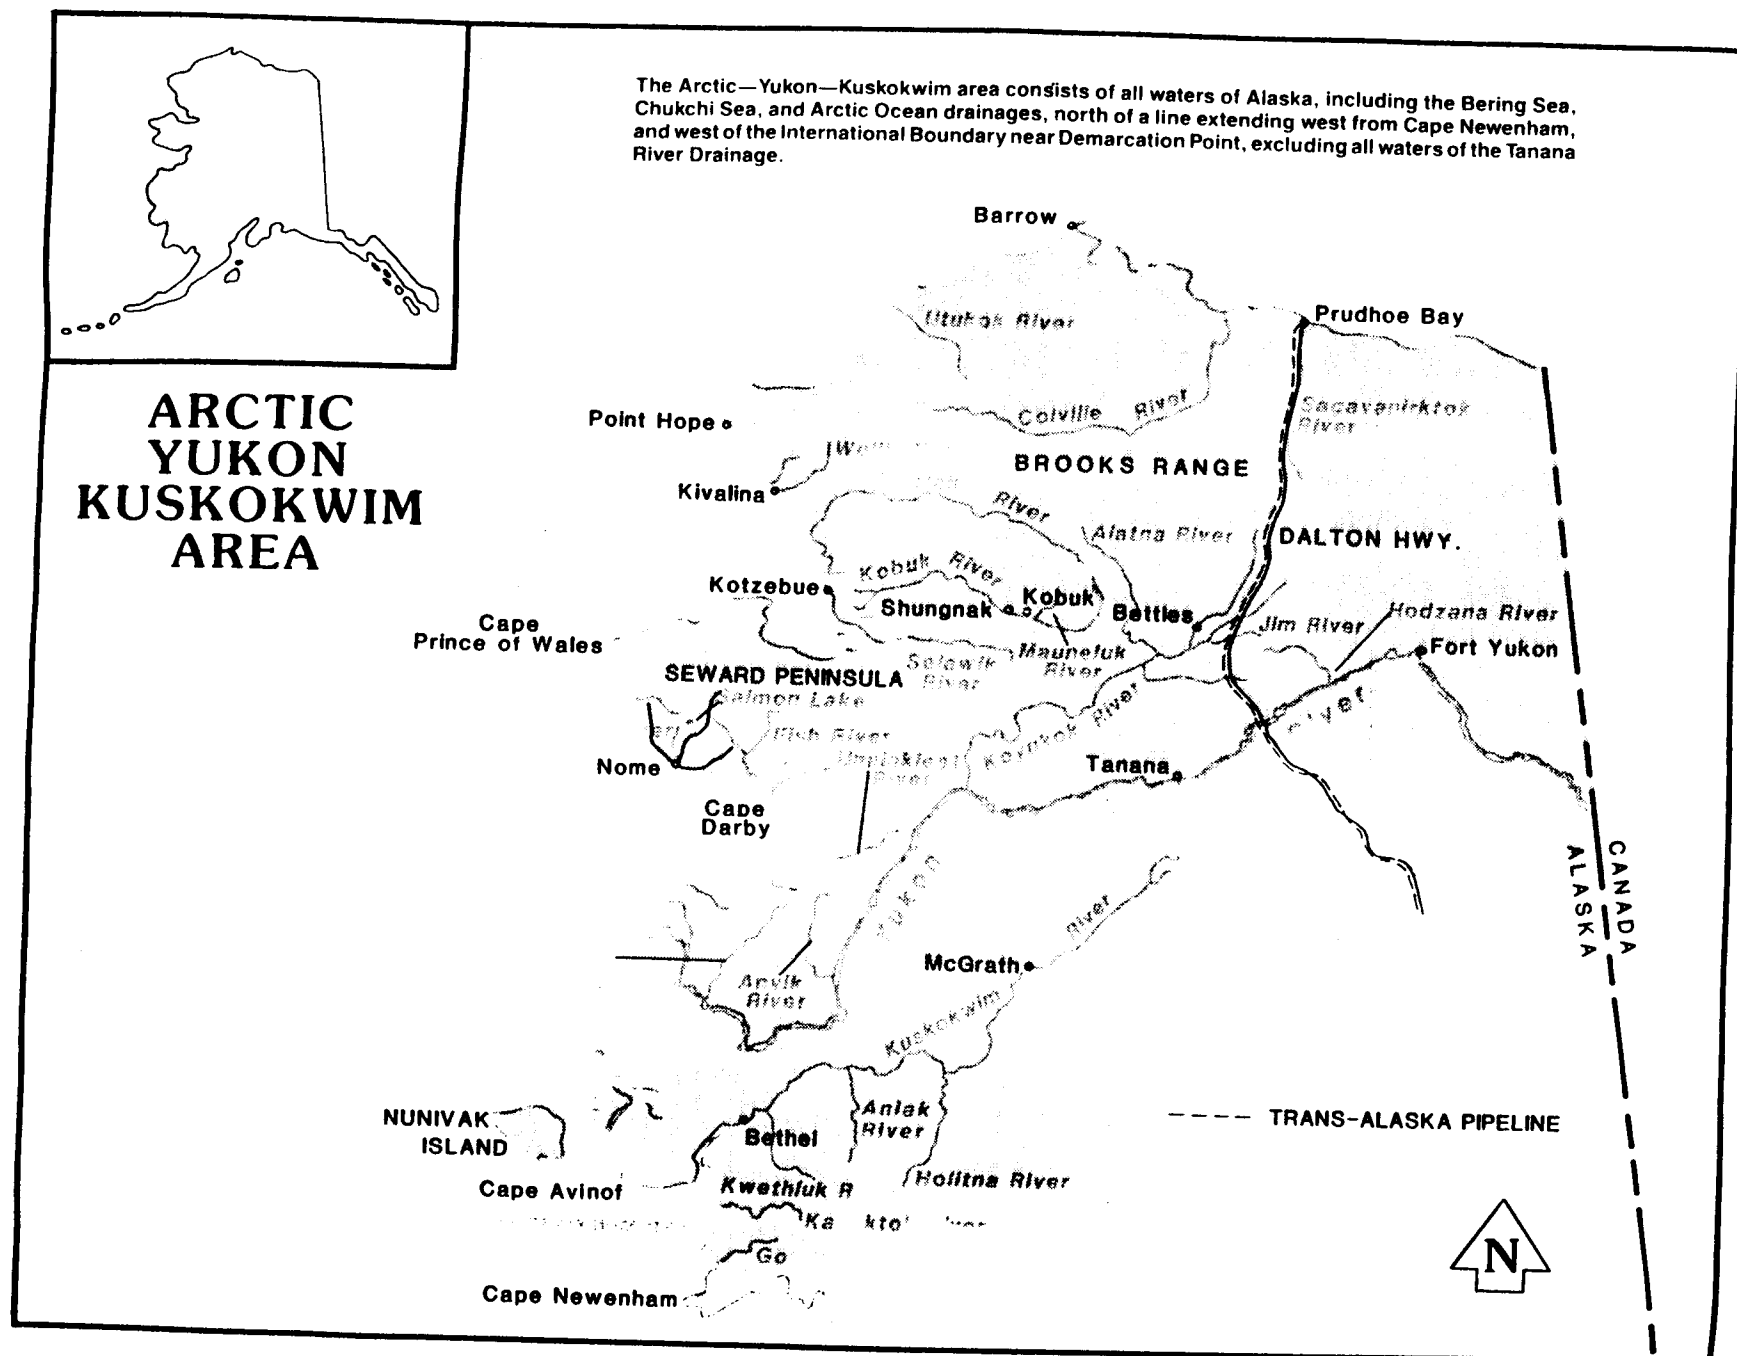 The Arctic—Yukon—Kuskokwim area consists of all waters of Alaska, including the Bering Sea,
Chukchi Sea, and Arctic Ocean drainages, north of a line extending west from Cape Newenham,
and west of the International Boundary near Demarcation Point, excluding all waters of the Tanana
River Drainage.
ARCTIC
YUKON
KUSKOKWIM
AREA
Barrow
River
Prudhoe Bay
Point Hope
Colville River
River
BROOKS RANGE
Kivalina
River
Alatna River
DALTON HWY.
Kotzebue
Kobuk River
Shungnak
Kobuk
Bettles
Jim River
Hodzana River
Fort Yukon
Cape
Prince of Wales
Mauneluk
River
SEWARD PENINSULA
River
Salmon Lake
Fish River
River
Nome
River
Tanana
River
Cape
Darby
YUKON
CANADA
ALASKA
McGrath
River
Anvik
River
Kuskokwim
NUNIVAK
ISLAND
Bethel
Aniak
River
TRANS-ALASKA PIPELINE
Cape Avinof
Kwethluk R
Holitna River
Go
Cape Newenham
N